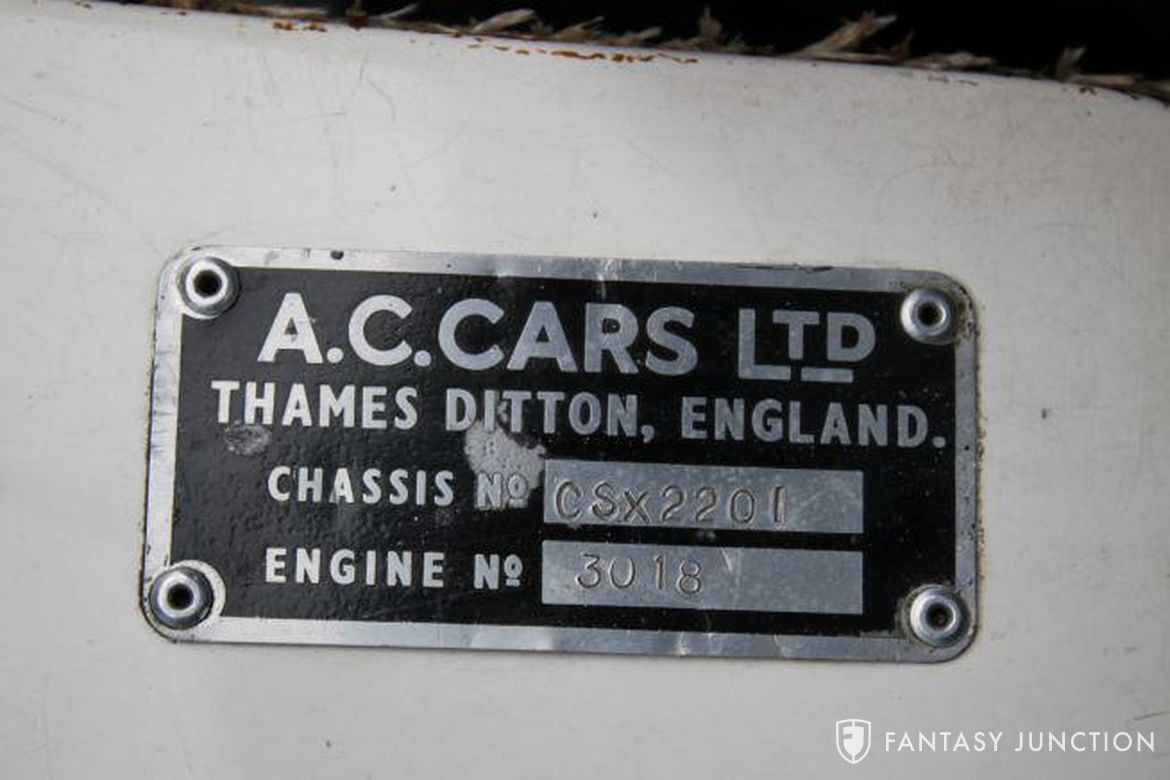 A.C. CARS LTD
THAMES DITTON, ENGLAND.
CHASSIS No CSX2201
ENGINE No 3018
FANTASY JUNCTION